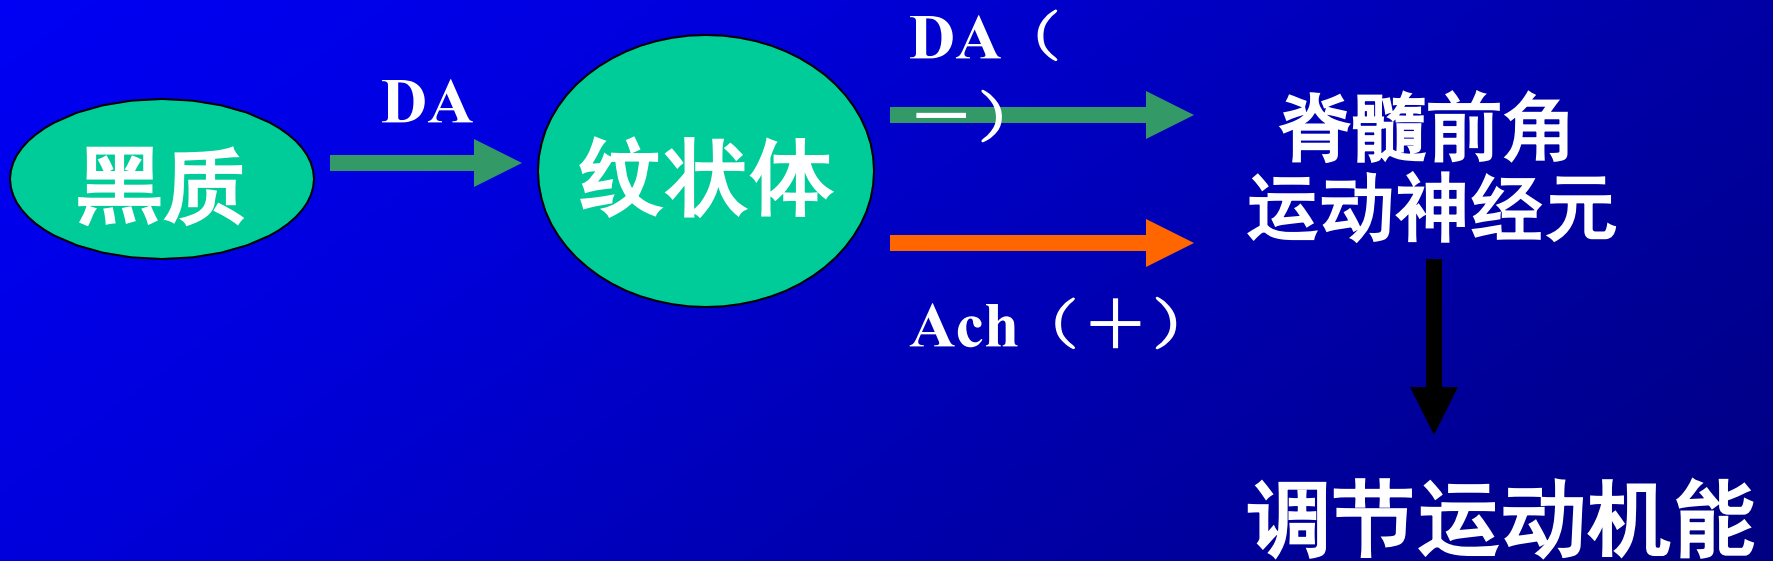 黑质
DA
纹状体
DA（
－）
Ach（＋）
脊髓前角
运动神经元
调节运动机能